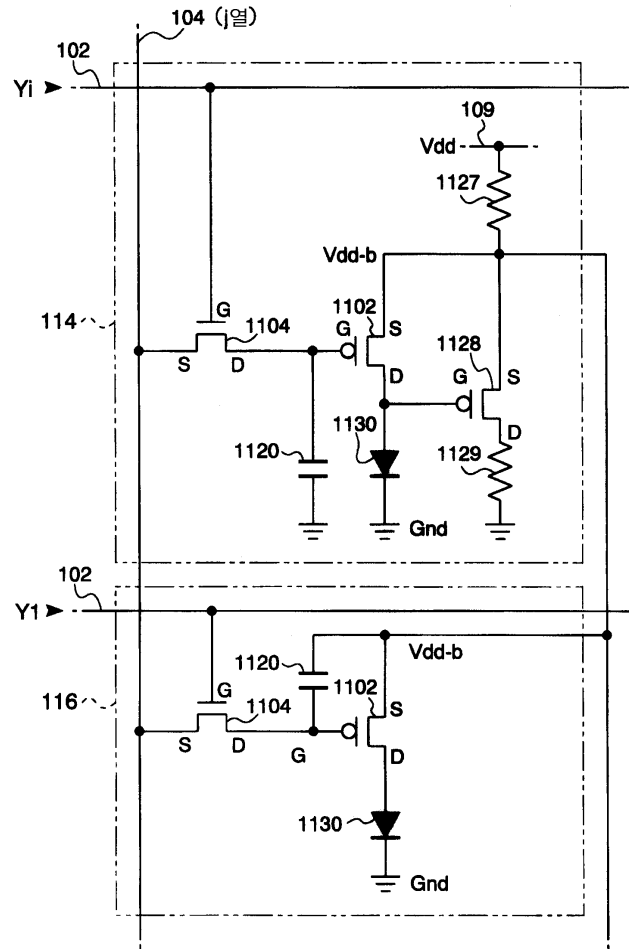 104 (j열)
102
Yi
109
Vdd
1127
Vdd-b
1102
114
G
1104
G
S
1128
S
D
D
G
S
1130
D
1120
1129
Gnd
102
Y1
Vdd-b
1120
1102
116
G
1104
S
S
D
G
D
1130
Gnd